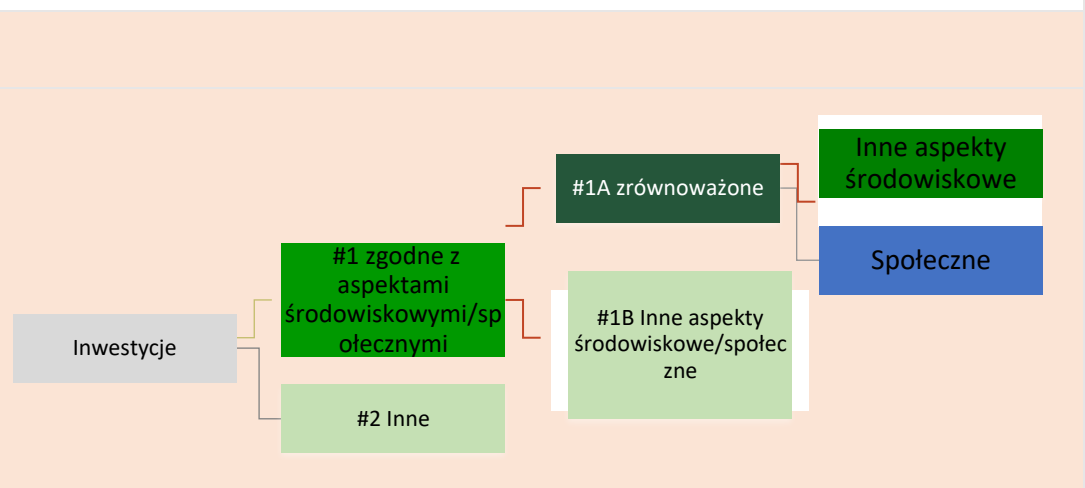 Inwestycje
#1 zgodne z
aspektami
środowiskowymi/sp
ołecznymi
#2 Inne
#1A zrównoważone
#1B Inne aspekty
środowiskowe/społec
zne
Inne aspekty
środowiskowe
Społeczne